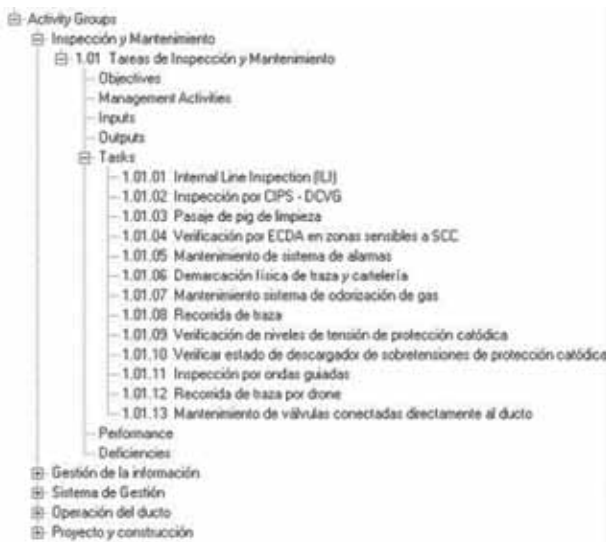 Activity Groups
Inspección y Mantenimiento
1.01 Tareas de Inspección y Mantenimiento
Objectives
Management Activities
Inputs
Outputs
Tasks
1.01.01 Internal Line Inspection (ILI)
1.01.02 Inspección por CIPS - DCVG
1.01.03 Pasaje de pig de limpieza
1.01.04 Verificación por ECDA en zonas sensibles a SCC
1.01.05 Mantenimiento de sistema de alarmas
1.01.06 Demarcación física de traza y cartelería
1.01.07 Mantenimiento sistema de odorización de gas
1.01.08 Recorrida de traza
1.01.09 Verificación de niveles de tensión de protección catódica
1.01.10 Verificar estado de descargador de sobretensiones de protección catódica
1.01.11 Inspección por ondas guiadas
1.01.12 Recorrida de traza por drone
1.01.13 Mantenimiento de válvulas conectadas directamente al ducto
Performance
Deficiencies
Gestión de la información
Sistema de Gestión
Operación del ducto
Proyecto y construcción